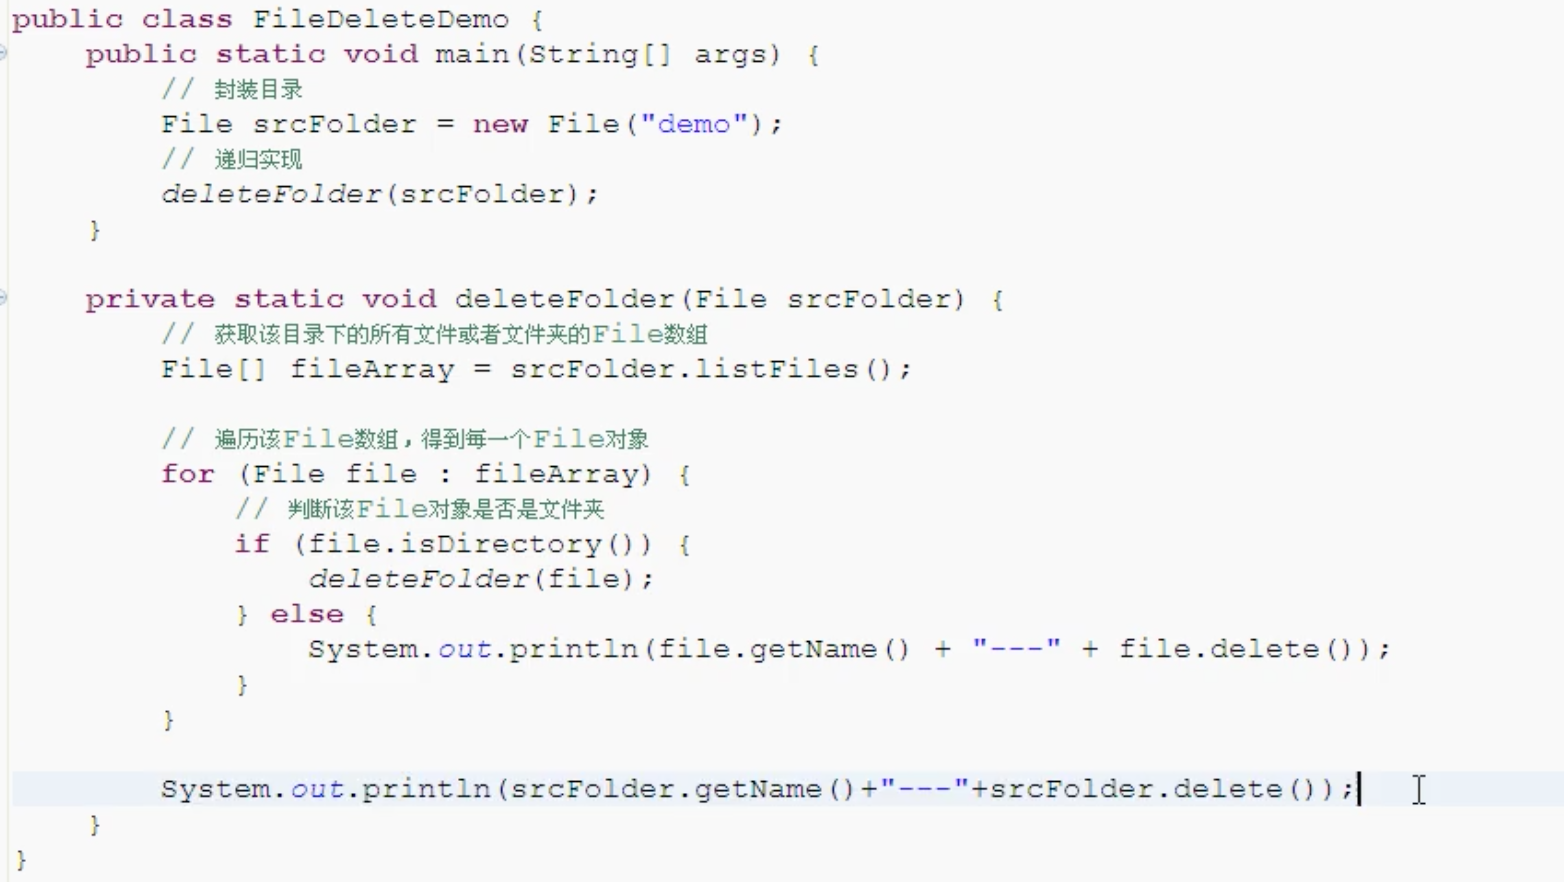 public class FileDeleteDemo {
public static void main(String[] args) {
// 封装目录
File srcFolder = new File("demo");
// 递归实现
deleteFolder(srcFolder);
}
private static void deleteFolder(File srcFolder) {
// 获取该目录下的所有文件或者文件夹的File数组
File[] fileArray = srcFolder.listFiles();
// 遍历该File数组,得到每一个File对象
for (File file : fileArray) {
// 判断该File对象是否是文件夹
if (file.isDirectory()) {
deleteFolder(file);
} else {
System.out.println(file.getName() + "---" + file.delete());
}
}
System.out.println(srcFolder.getName()+"---"+srcFolder.delete());
}
}